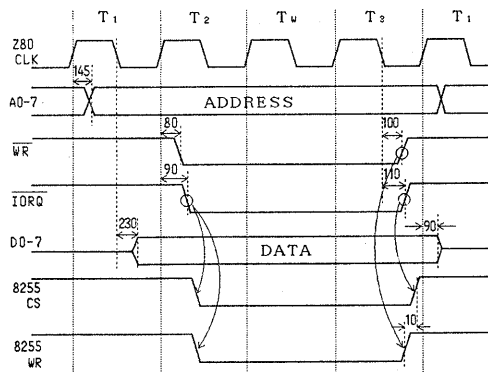 T₁ T₂ Tw T₃ T₁
Z80
CLK
145
A0-7 ADDRESS
80 100
WR
90 110
IORQ
230 90
D0-7 DATA
8255
CS
10
8255
WR